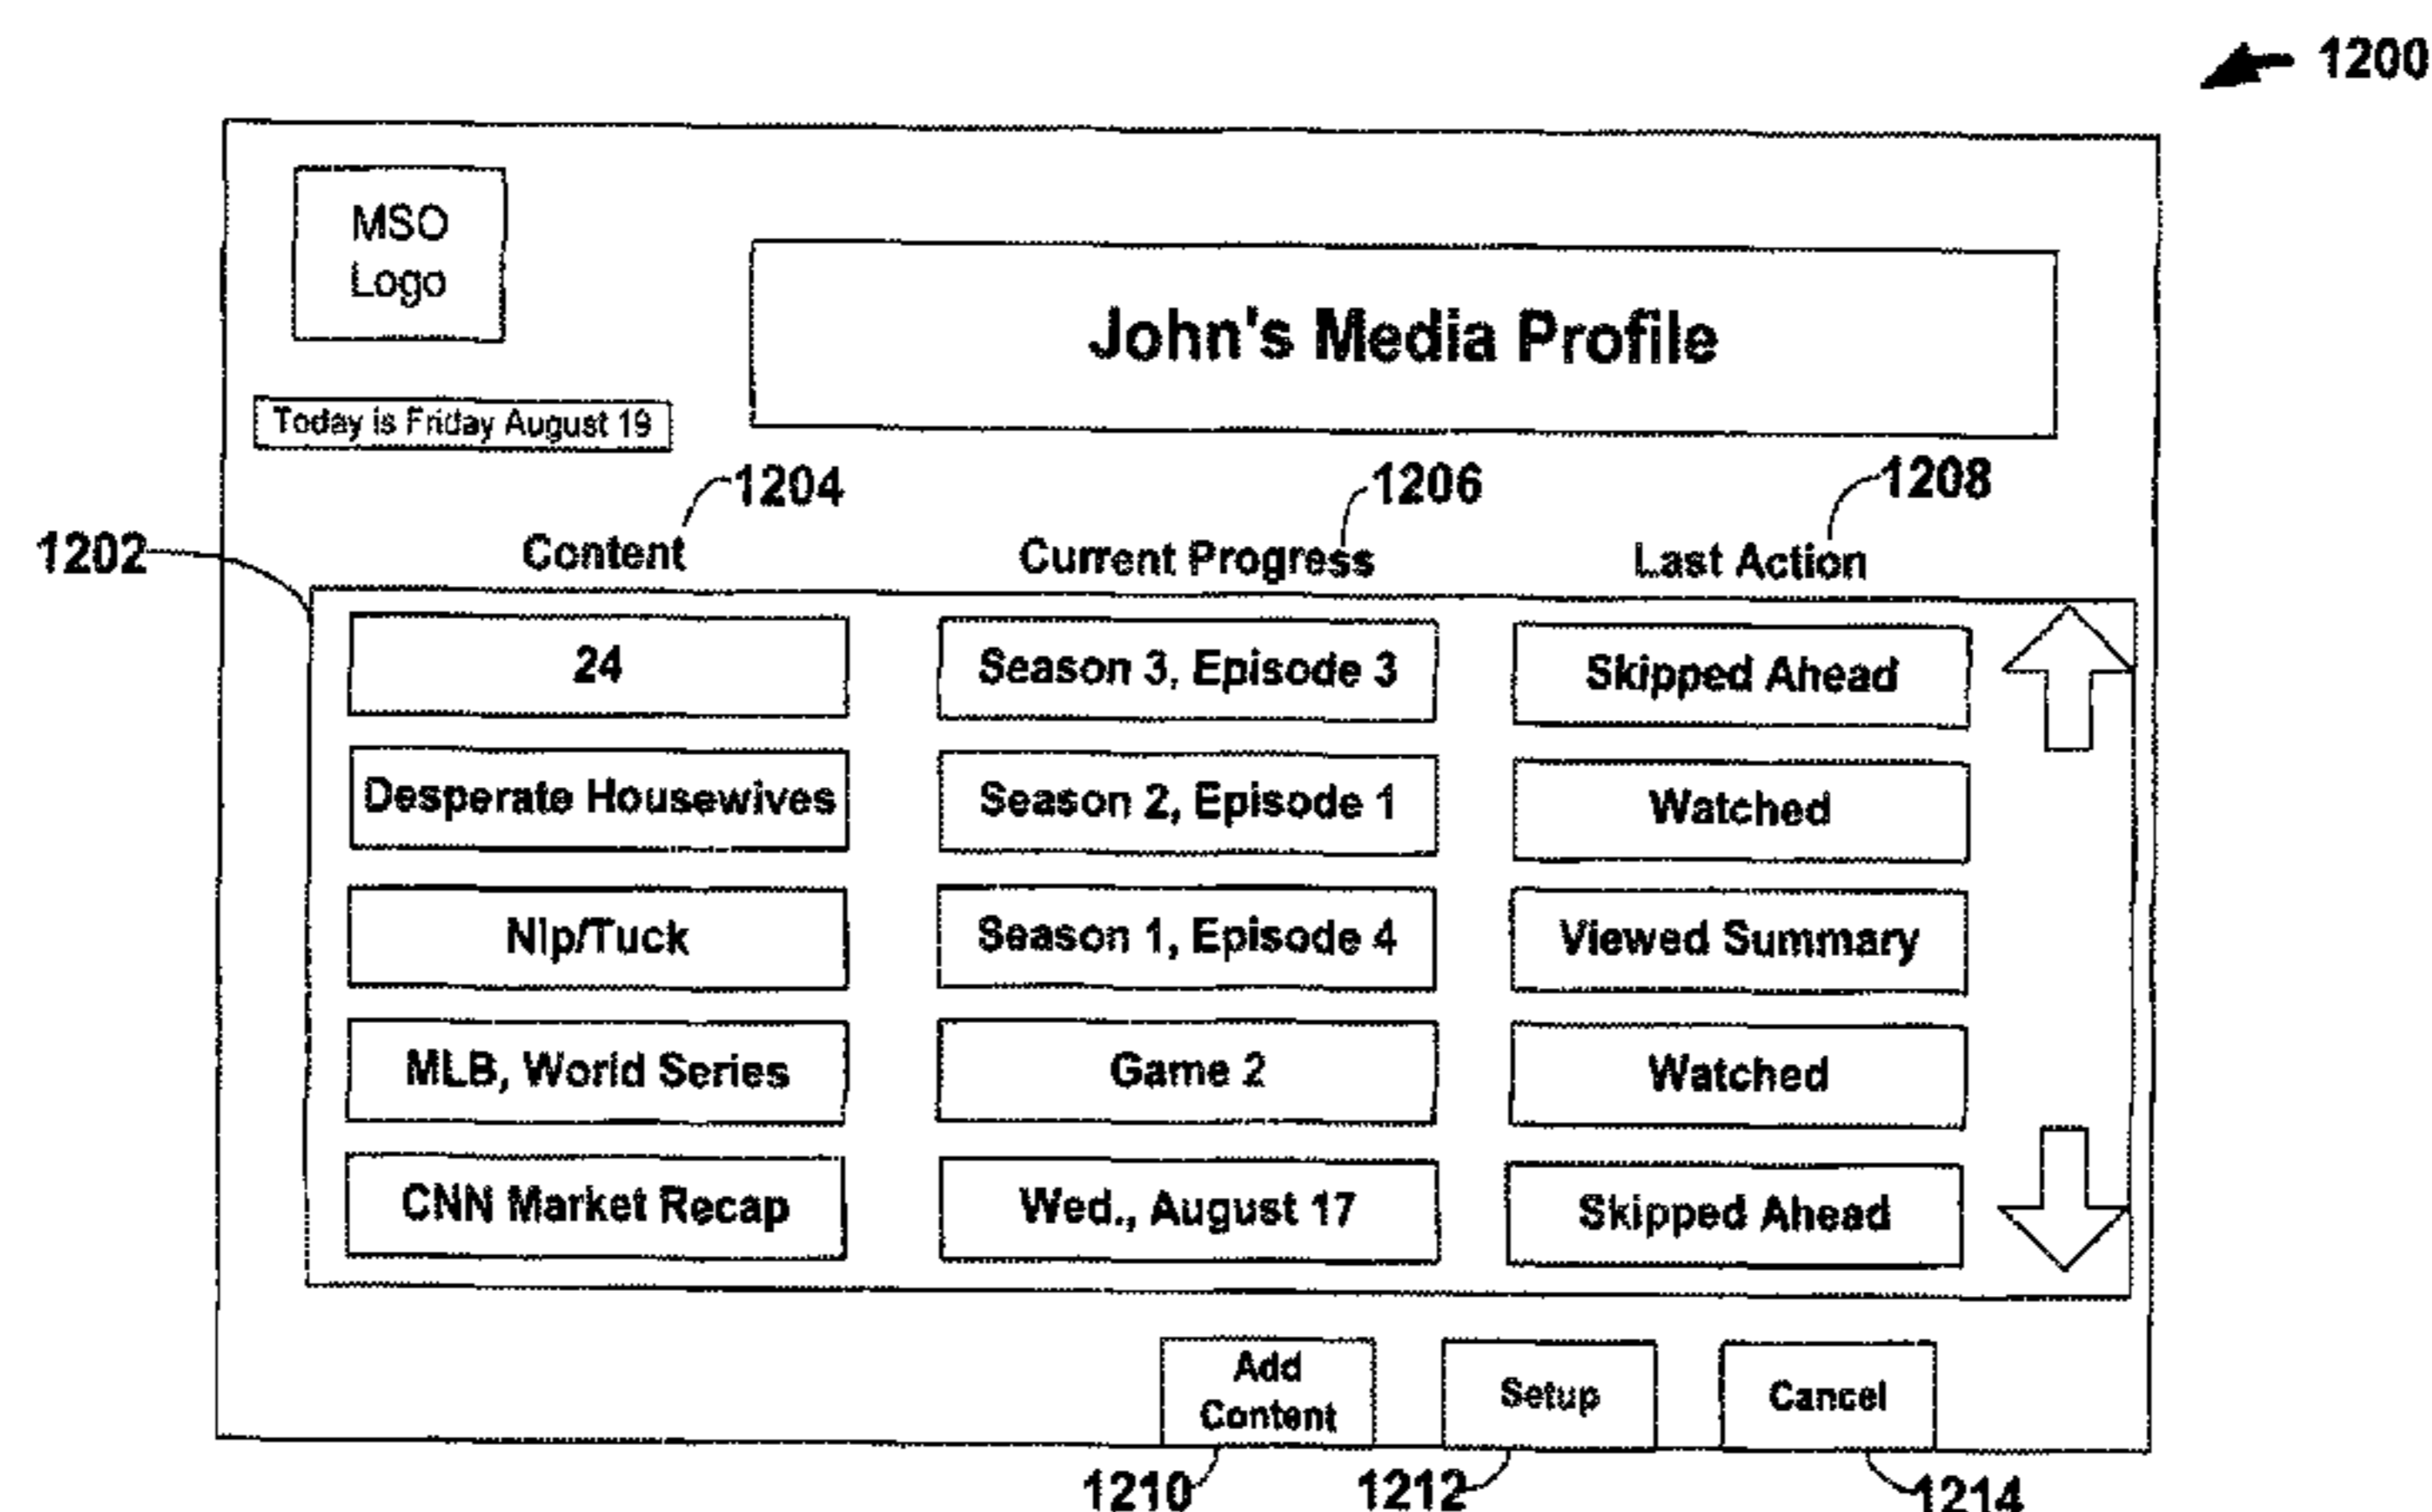 1200
MSO
Logo
John's Media Profile
Today is Friday August 19
1204
1206
1208
1202
Content
Current Progress
Last Action
24
Season 3, Episode 3
Skipped Ahead
Desperate Housewives
Season 2, Episode 1
Watched
Nip/Tuck
Season 1, Episode 4
Viewed Summary
MLB, World Series
Game 2
Watched
CNN Market Recap
Wed., August 17
Skipped Ahead
Add
Content
Setup
Cancel
1210
1212
1214